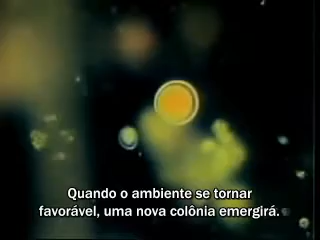 Quando o ambiente se tornar
favorável, uma nova colônia emergirá.